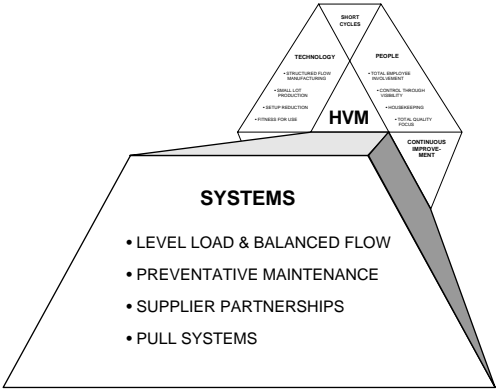 SHORT
CYCLES
TECHNOLOGY
• STRUCTURED FLOW
MANUFACTURING
• SMALL LOT
PRODUCTION
• SETUP REDUCTION
• FITNESS FOR USE
PEOPLE
• TOTAL EMPLOYEE
INVOLVEMENT
• CONTROL THROUGH
VISIBILITY
• HOUSEKEEPING
• TOTAL QUALITY
FOCUS
HVM
CONTINUOUS
IMPROVE-
MENT
SYSTEMS
• LEVEL LOAD & BALANCED FLOW
• PREVENTATIVE MAINTENANCE
• SUPPLIER PARTNERSHIPS
• PULL SYSTEMS